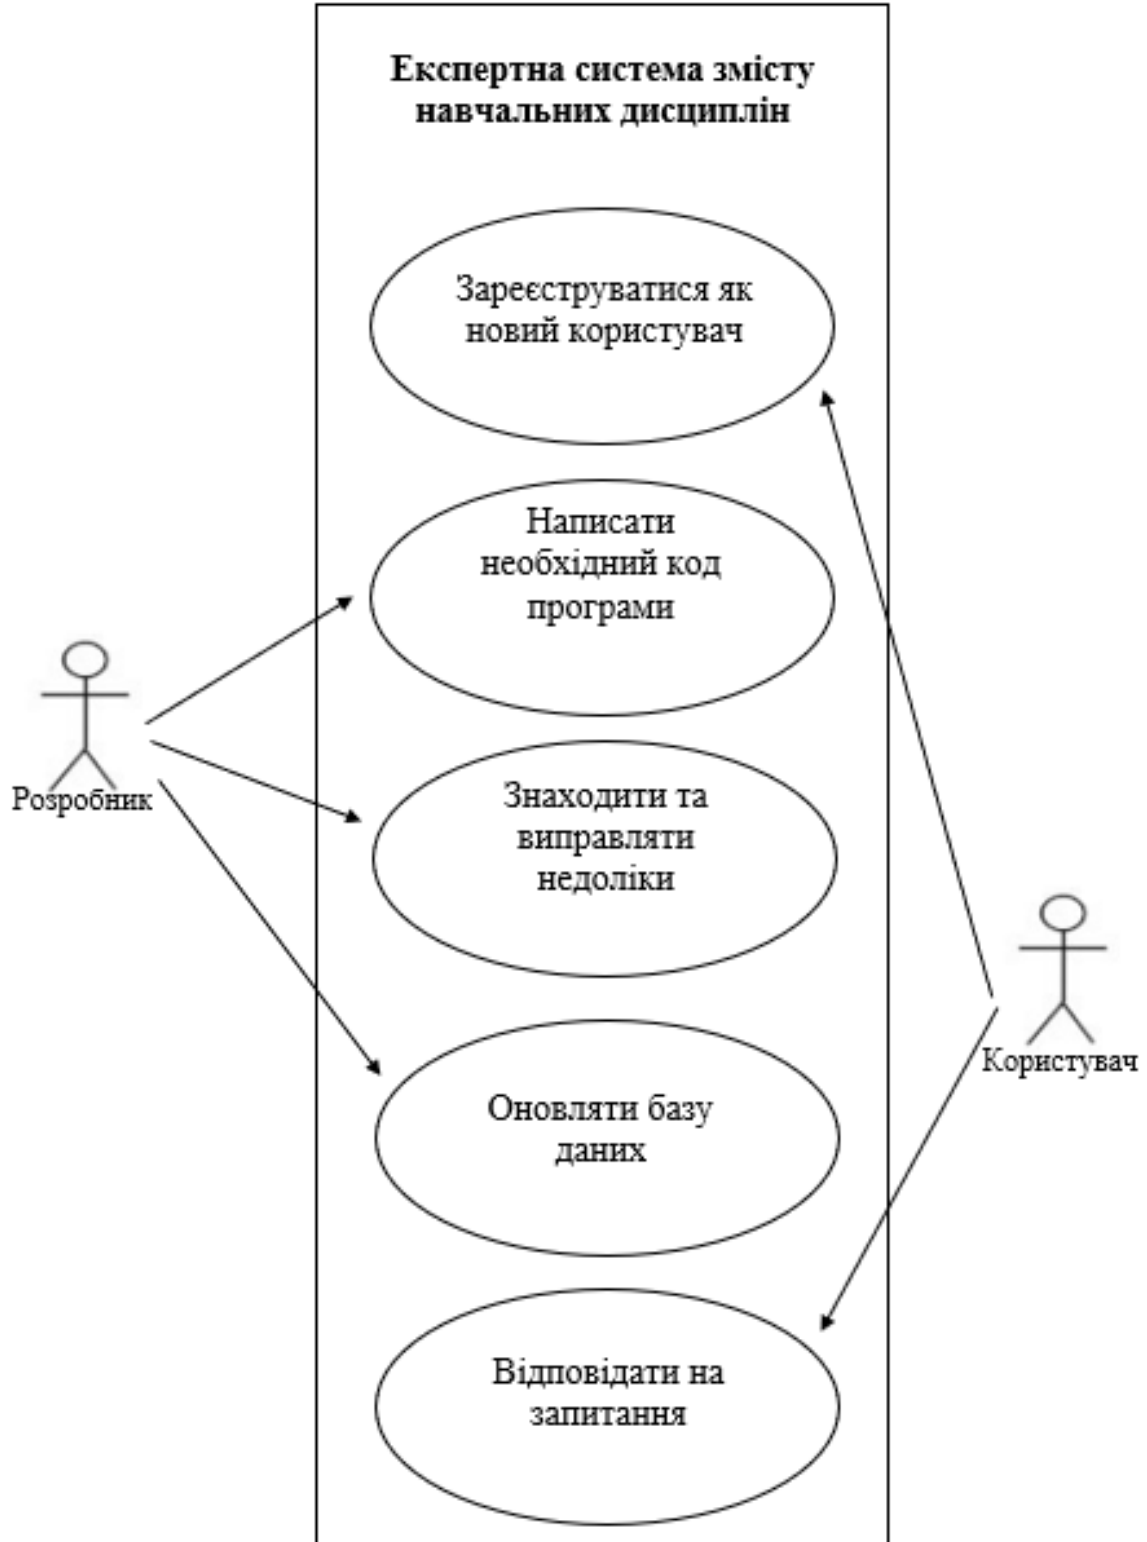 Експертна система змісту
навчальних дисциплін
Зареєструватися як
новий користувач
Написати
необхідний код
програми
Розробник
Знаходити та
виправляти
недоліки
Користувач
Оновляти базу
даних
Відповідати на
запитання